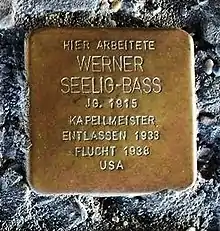 HIER ARBEITETE
WERNER
SEELIG-BASS
JG. 1915
KAPELLMEISTER
ENTLASSEN 1933
FLUCHT 1938
USA